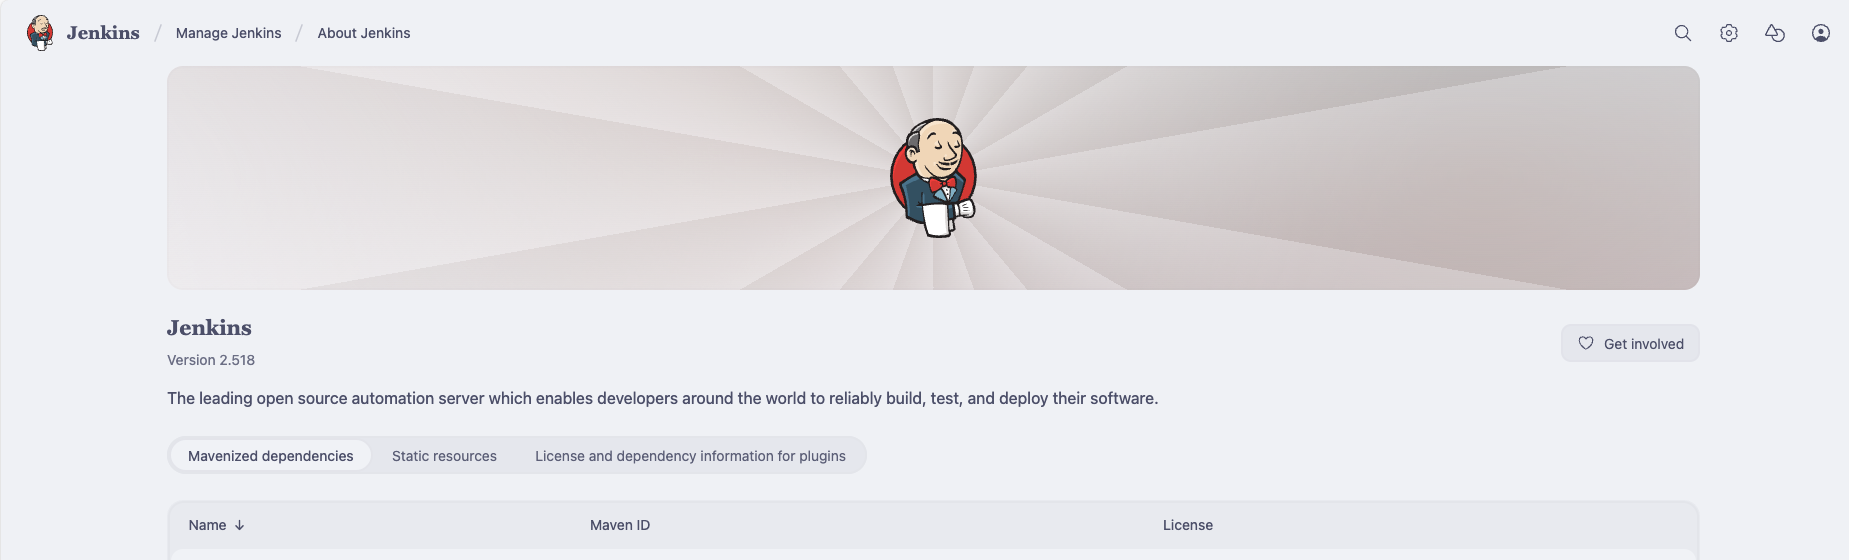 Jenkins / Manage Jenkins / About Jenkins
Jenkins
Version 2.518
Get involved
The leading open source automation server which enables developers around the world to reliably build, test, and deploy their software.
Mavenized dependencies Static resources License and dependency information for plugins
Name ↓ Maven ID License